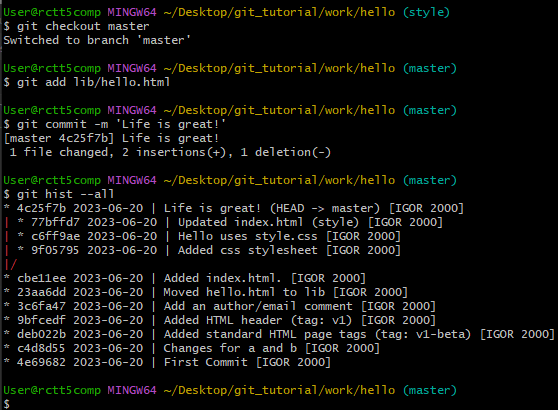 User@rctt5comp MINGW64 ~/Desktop/git_tutorial/work/hello (style)
$ git checkout master
Switched to branch 'master'
User@rctt5comp MINGW64 ~/Desktop/git_tutorial/work/hello (master)
$ git add lib/hello.html
User@rctt5comp MINGW64 ~/Desktop/git_tutorial/work/hello (master)
$ git commit -m 'Life is great!'
[master 4c25f7b] Life is great!
 1 file changed, 2 insertions(+), 1 deletion(-)
User@rctt5comp MINGW64 ~/Desktop/git_tutorial/work/hello (master)
$ git hist --all
* 4c25f7b 2023-06-20 | Life is great! (HEAD -> master) [IGOR 2000]
| * 77bffd7 2023-06-20 | Updated index.html (style) [IGOR 2000]
| * c6ff9ae 2023-06-20 | Hello uses style.css [IGOR 2000]
| * 9f05795 2023-06-20 | Added css stylesheet [IGOR 2000]
|/
* cbe11ee 2023-06-20 | Added index.html. [IGOR 2000]
* 23aa6dd 2023-06-20 | Moved hello.html to lib [IGOR 2000]
* 3c6fa47 2023-06-20 | Add an author/email comment [IGOR 2000]
* 9bfcedf 2023-06-20 | Added HTML header (tag: v1) [IGOR 2000]
* deb022b 2023-06-20 | Added standard HTML page tags (tag: v1-beta) [IGOR 2000]
* c4d8d55 2023-06-20 | Changes for a and b [IGOR 2000]
* 4e69682 2023-06-20 | First Commit [IGOR 2000]
User@rctt5comp MINGW64 ~/Desktop/git_tutorial/work/hello (master)
$